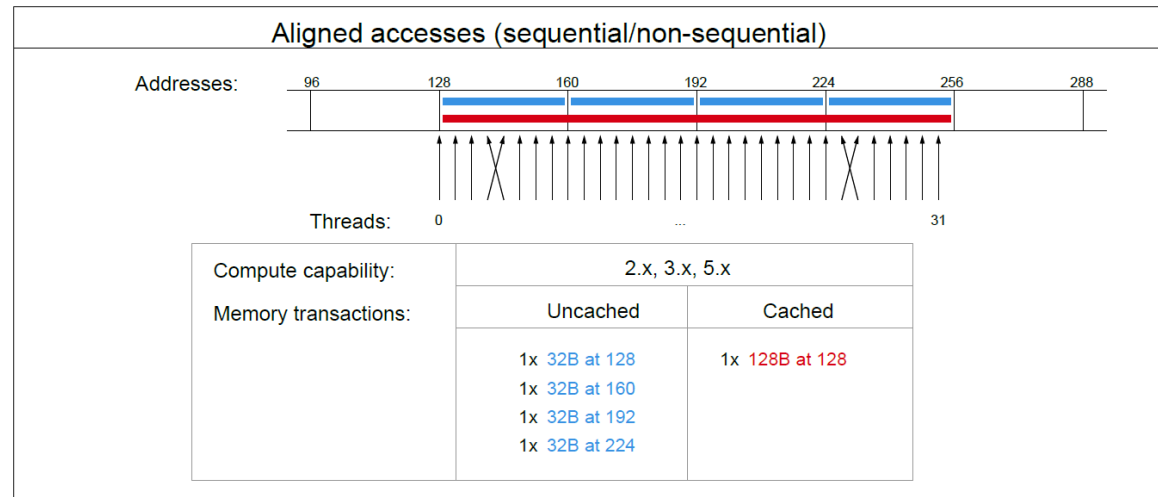 Aligned accesses (sequential/non-sequential)
Addresses: 96 128 160 192 224 256 288
Threads: 0 ... 31
Compute capability: 2.x, 3.x, 5.x
Memory transactions: Uncached Cached
1x 32B at 128 1x 128B at 128
1x 32B at 160
1x 32B at 192
1x 32B at 224